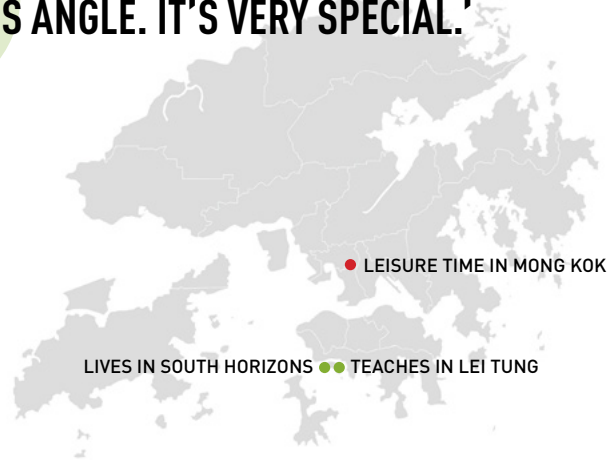 S ANGLE. IT’S VERY SPECIAL.’
LEISURE TIME IN MONG KOK
LIVES IN SOUTH HORIZONS
TEACHES IN LEI TUNG